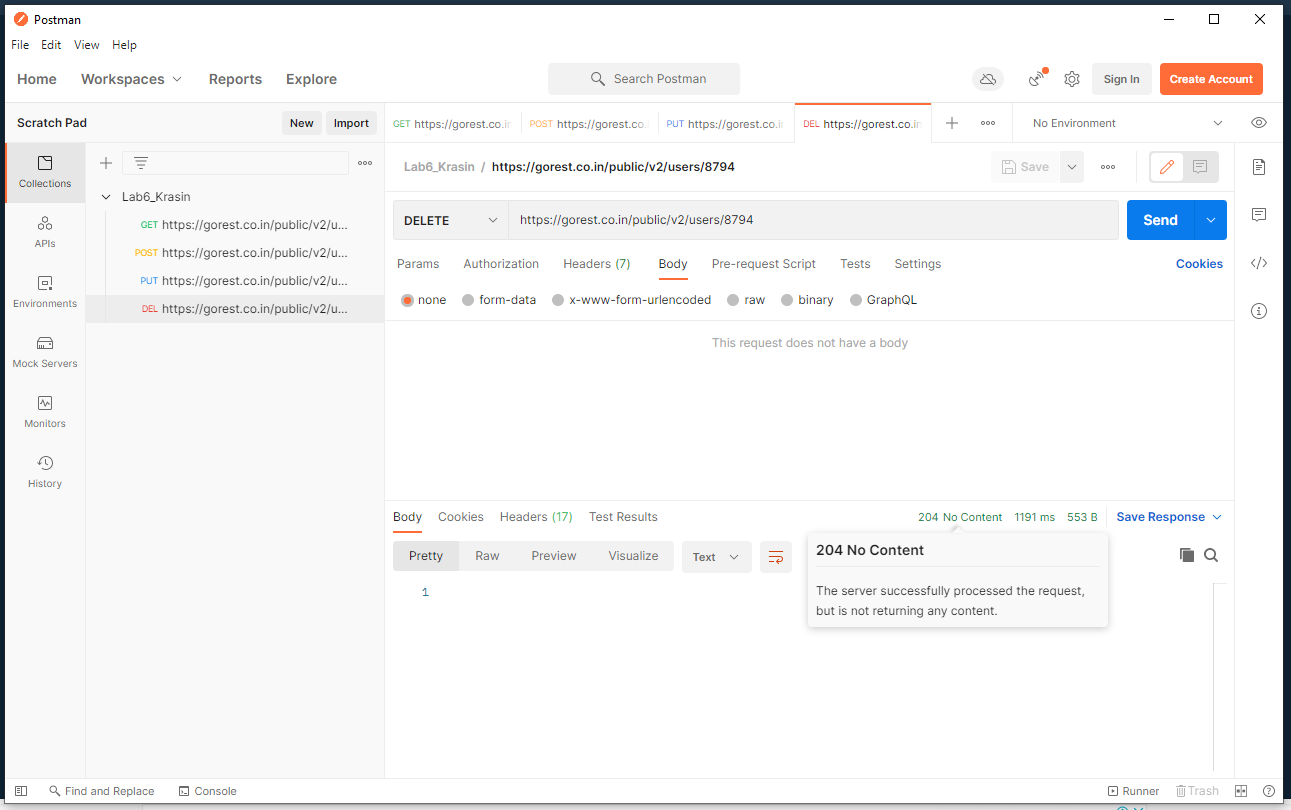 Postman
File Edit View Help
Home Workspaces Reports Explore Search Postman Sign In Create Account
Scratch Pad New Import GET https://gorest.co.in POST https://gorest.co. PUT https://gorest.co.in DEL https://gorest.co.in No Environment
Lab6_Krasin / https://gorest.co.in/public/v2/users/8794 Save
Collections
APIs
Environments
Mock Servers
Monitors
History
Lab6_Krasin
GET https://gorest.co.in/public/v2/u...
POST https://gorest.co.in/public/v2/u...
PUT https://gorest.co.in/public/v2/u...
DEL https://gorest.co.in/public/v2/u...
DELETE https://gorest.co.in/public/v2/users/8794 Send
Params Authorization Headers (7) Body Pre-request Script Tests Settings Cookies
none form-data x-www-form-urlencoded raw binary GraphQL
This request does not have a body
Body Cookies Headers (17) Test Results 204 No Content 1191 ms 553 B Save Response
Pretty Raw Preview Visualize Text
204 No Content
The server successfully processed the request,
but is not returning any content.
1
Find and Replace Console Runner Trash